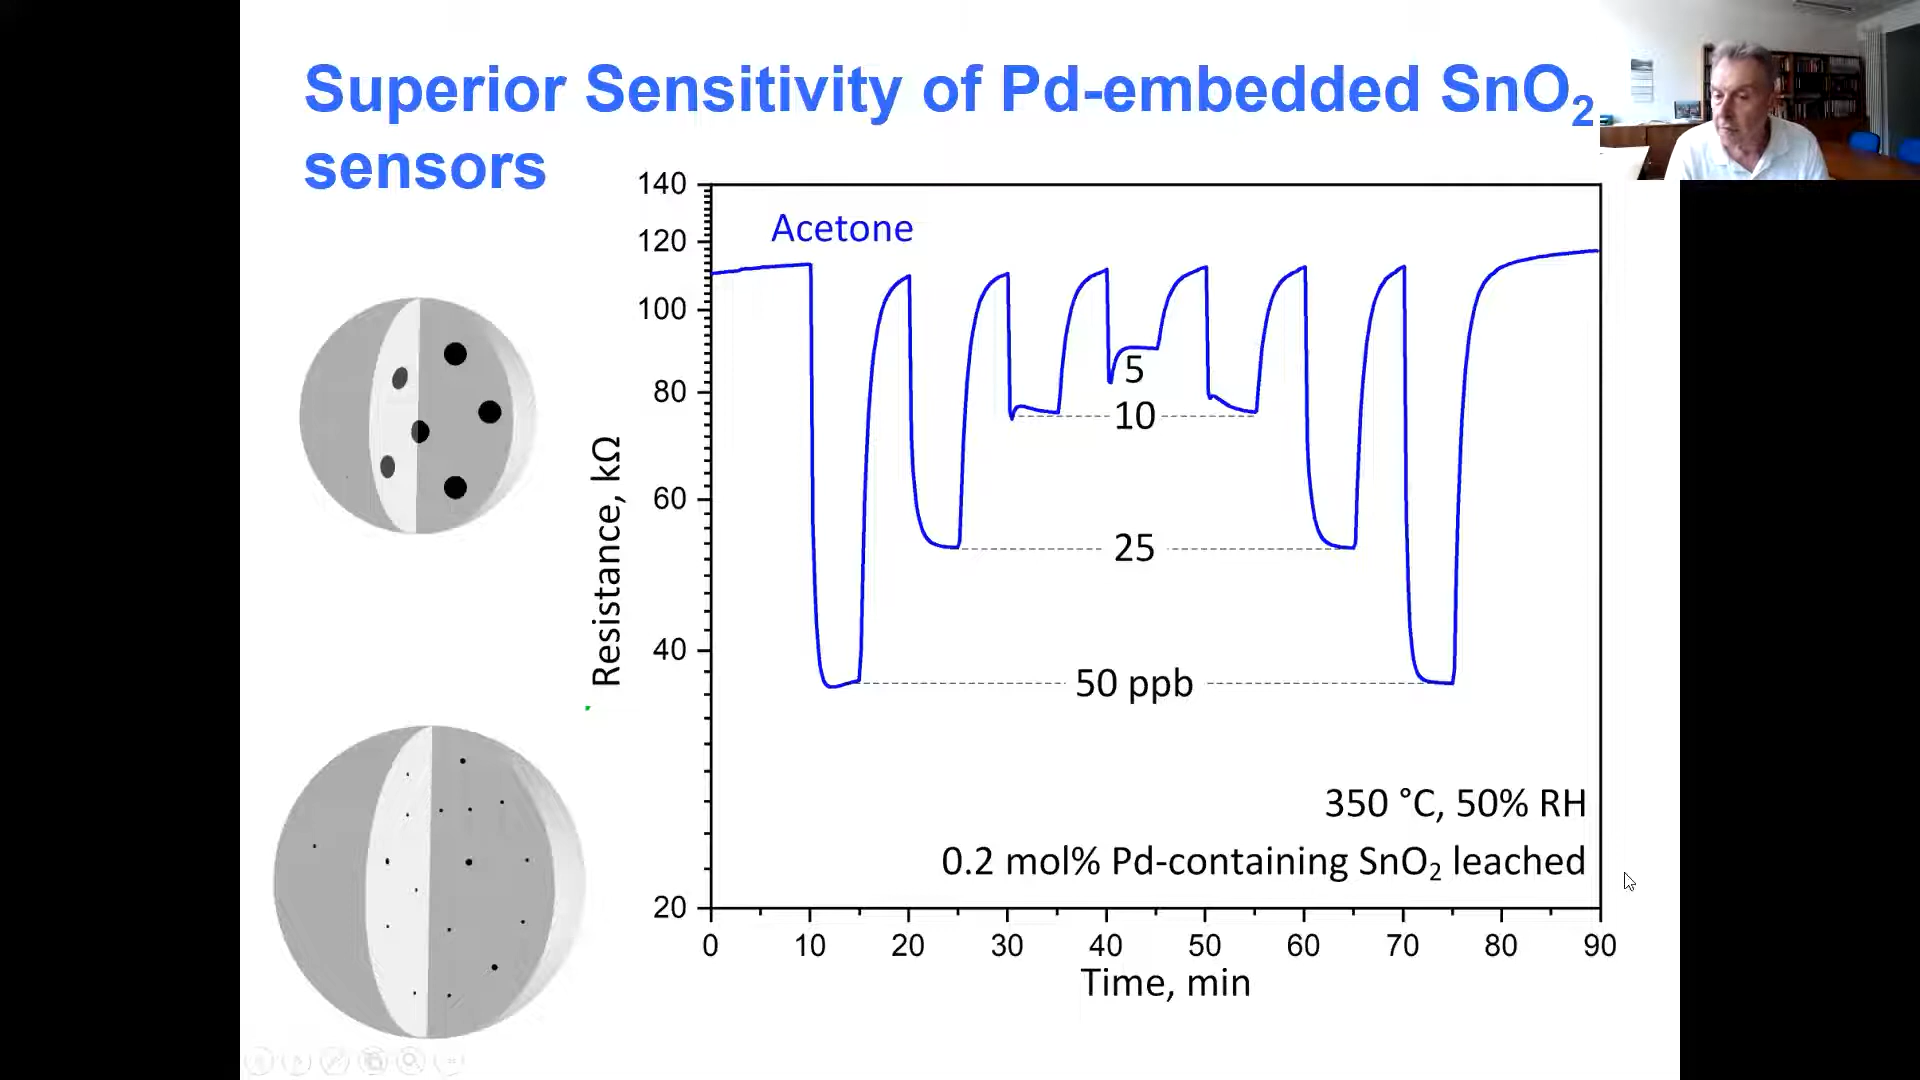 Superior Sensitivity of Pd-embedded SnO₂
sensors
Acetone
140
120
100
80
60
40
20
Resistance, kΩ
5
10
25
50 ppb
350 °C, 50% RH
0.2 mol% Pd-containing SnO₂ leached
0 10 20 30 40 50 60 70 80 90
Time, min